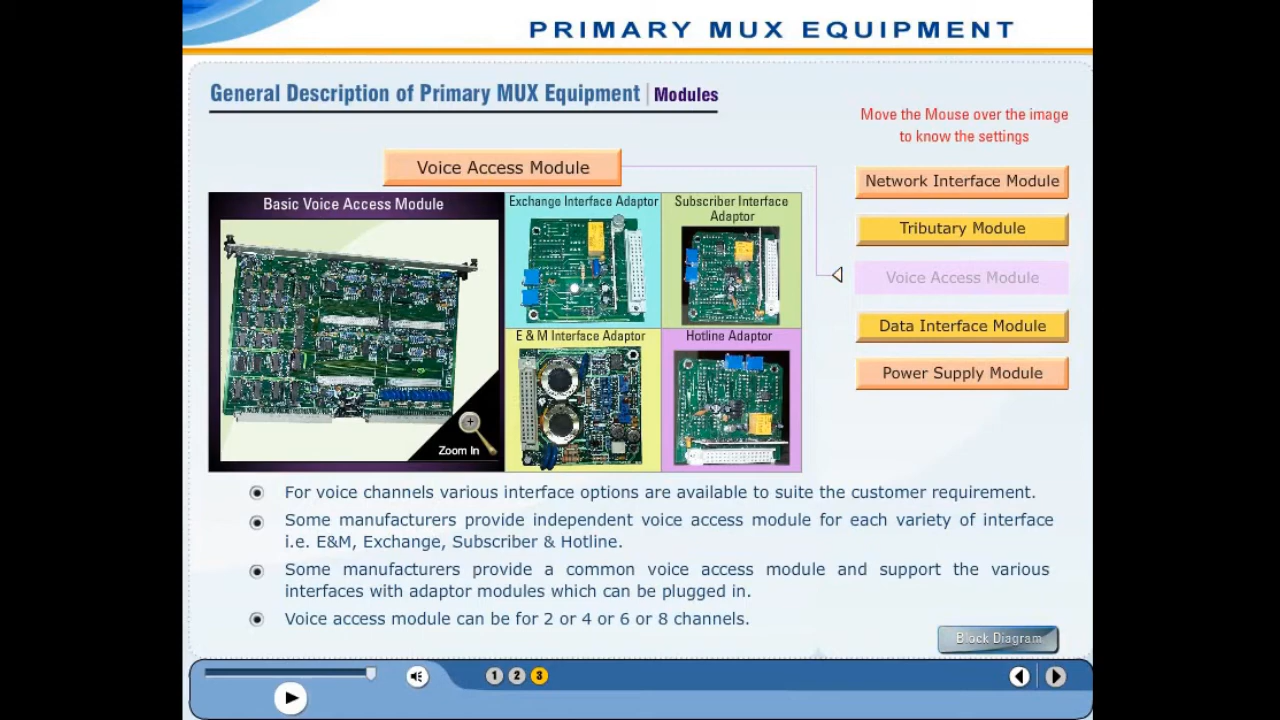 PRIMARY MUX EQUIPMENT
General Description of Primary MUX Equipment | Modules
Move the Mouse over the image
to know the settings
Voice Access Module
Basic Voice Access Module
Zoom In
Exchange Interface Adaptor
Subscriber Interface
Adaptor
E & M Interface Adaptor
Hotline Adaptor
Network Interface Module
Tributary Module
Voice Access Module
Data Interface Module
Power Supply Module
For voice channels various interface options are available to suite the customer requirement.
Some manufacturers provide independent voice access module for each variety of interface
i.e. E&M, Exchange, Subscriber & Hotline.
Some manufacturers provide a common voice access module and support the various
interfaces with adaptor modules which can be plugged in.
Voice access module can be for 2 or 4 or 6 or 8 channels.
Block Diagram
1 2 3